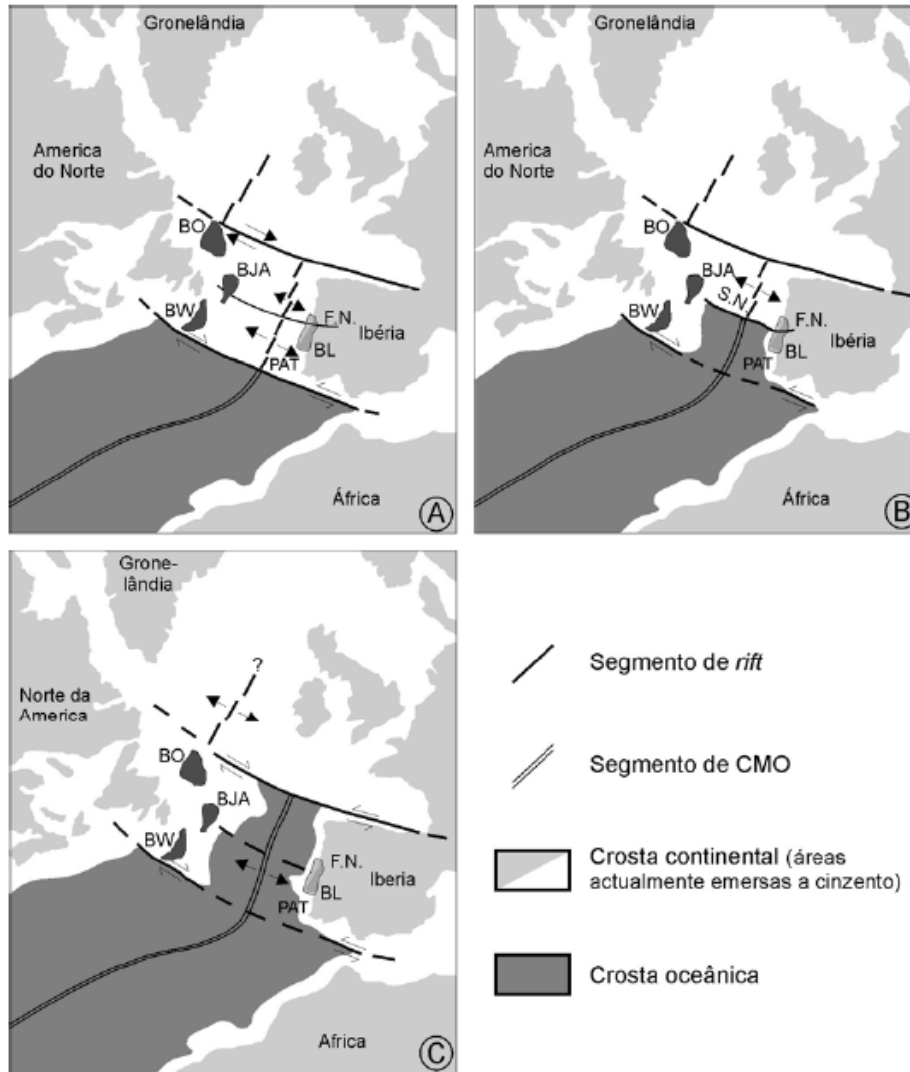 Gronelândia
America
do Norte
BO
BJA
BW
F.N.
Ibéria
BL
PAT
África
A
Gronelândia
America
do Norte
BO
BJA
S.N.
BW
F.N.
Ibéria
BL
PAT
África
B
Grone-
lândia
?
Norte da
America
BO
BJA
BW
F.N.
Iberia
BL
PAT
Africa
C
Segmento de rift
Segmento de CMO
Crosta continental (áreas
actualmente emersas a cinzento)
Crosta oceânica